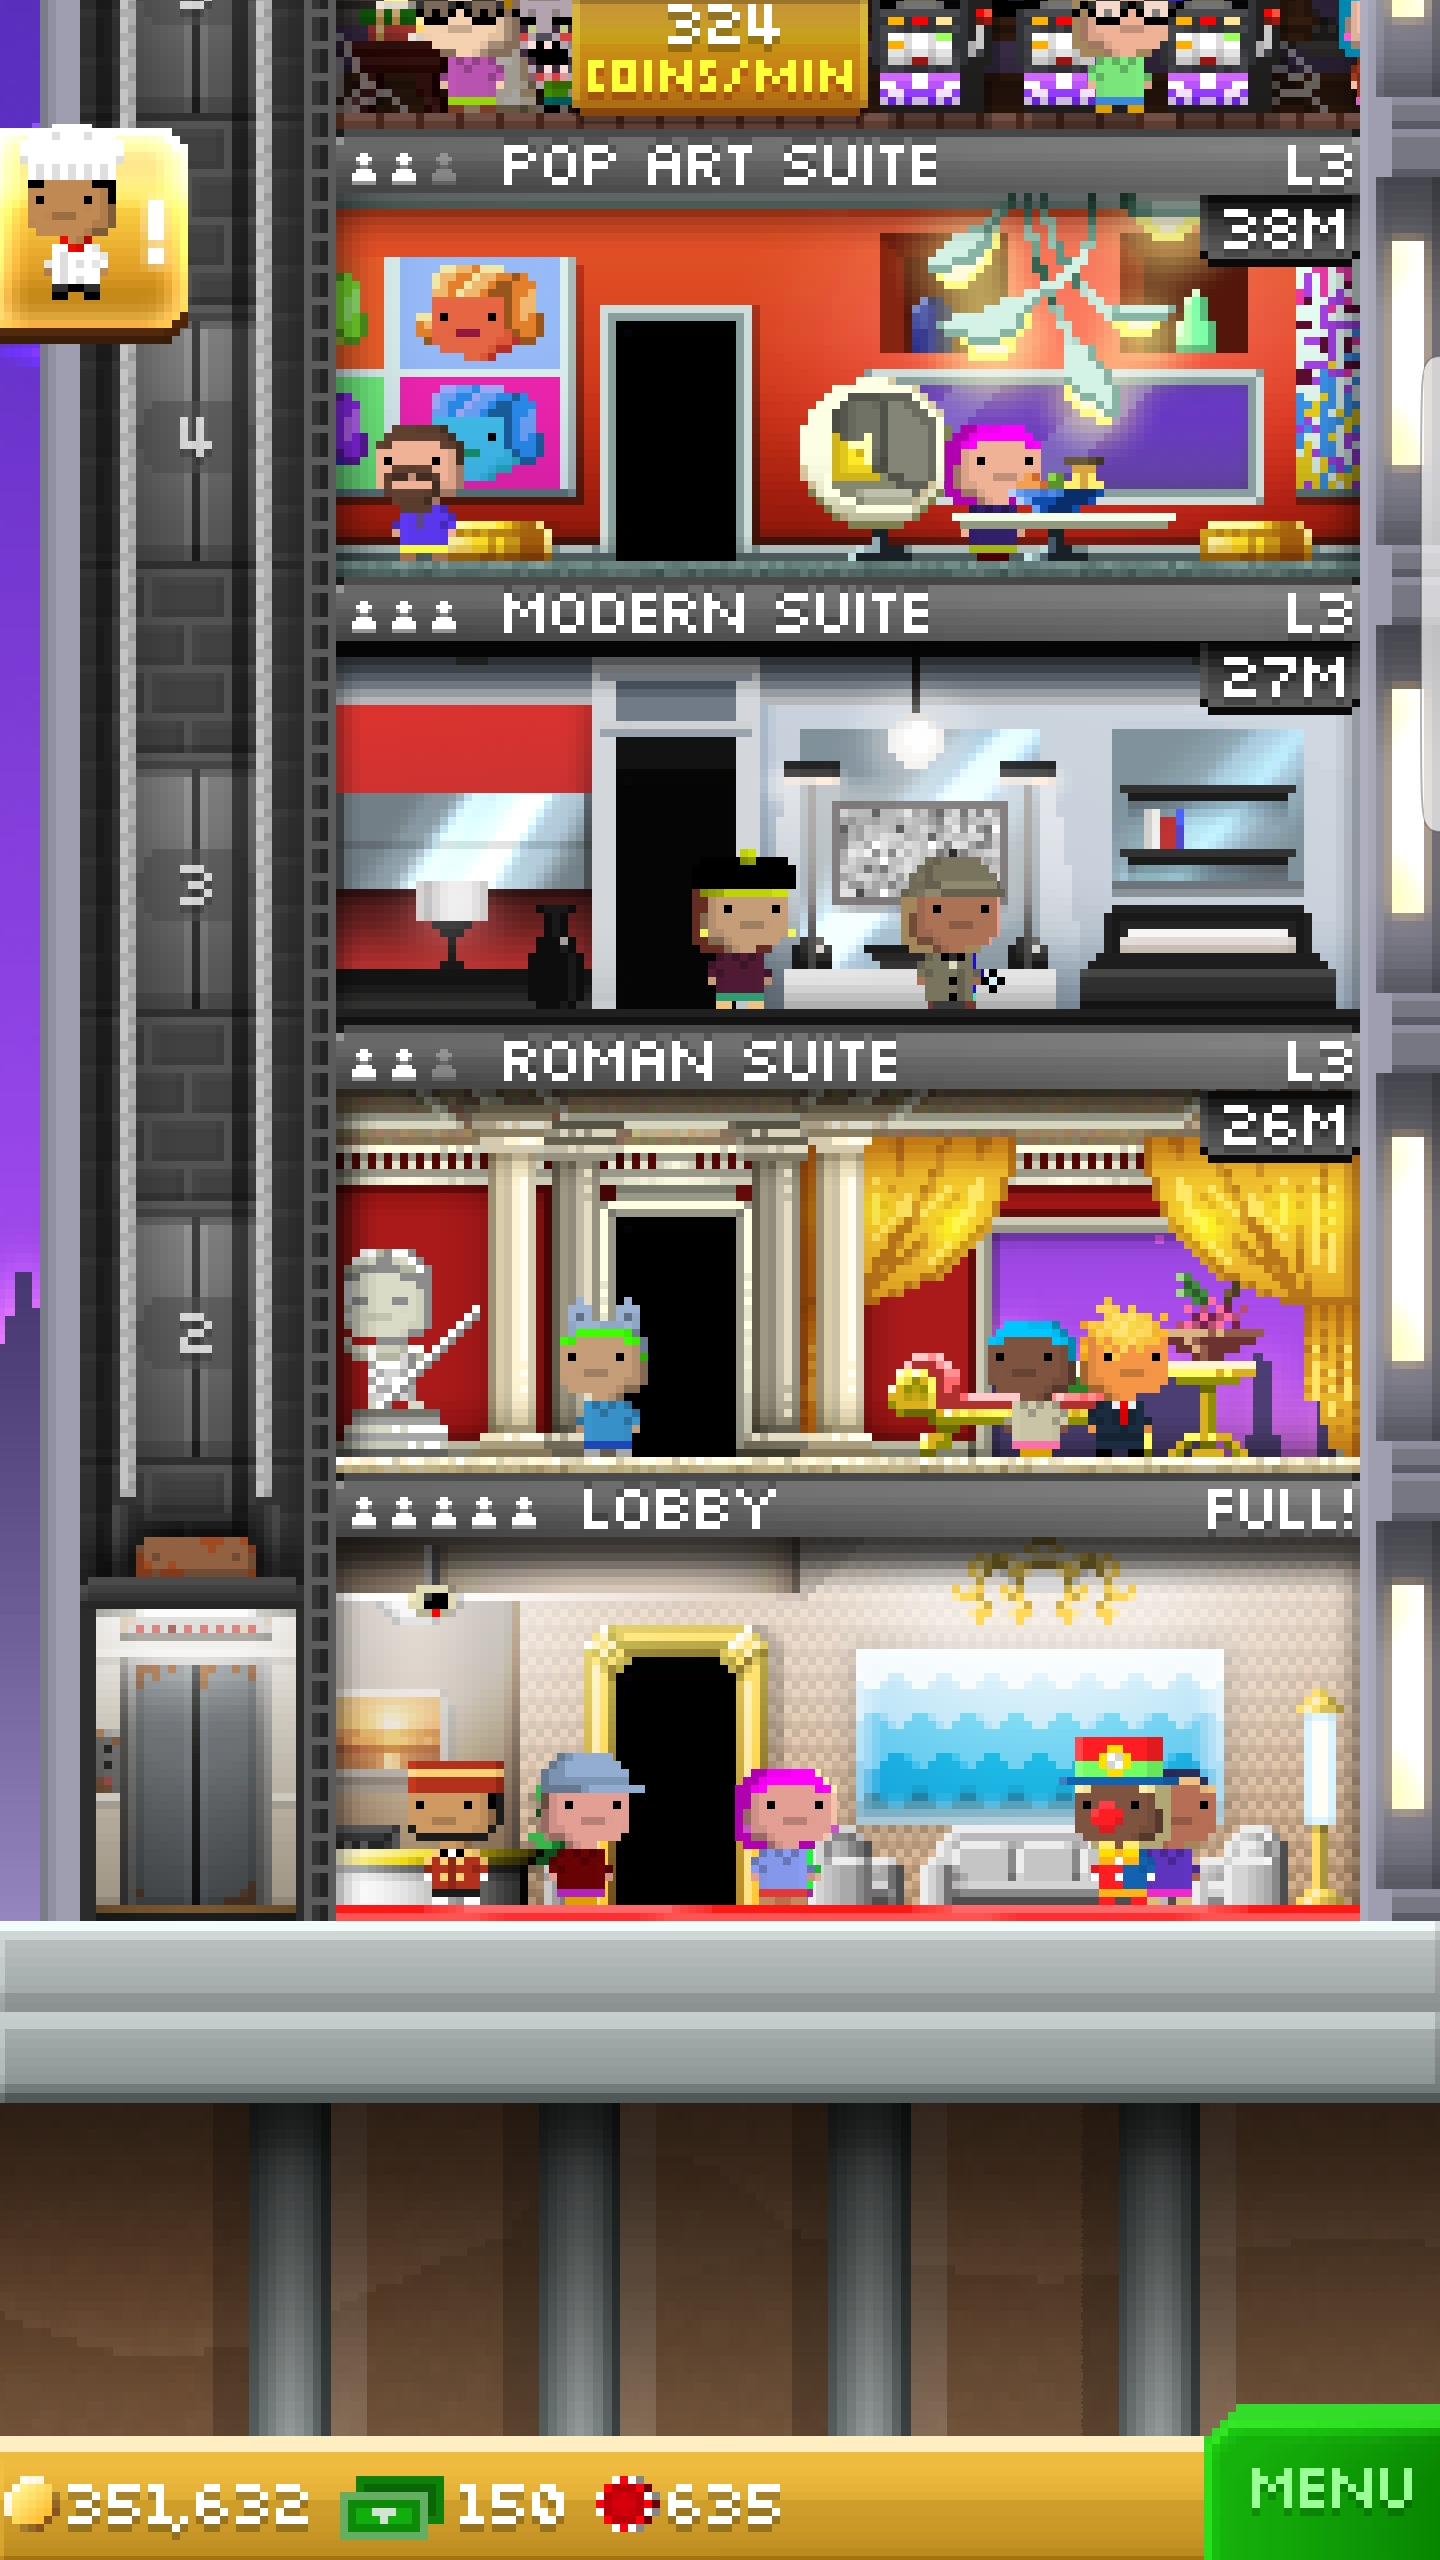 324
COINS/MIN
POP ART SUITE L3
38M
4
MODERN SUITE L3
27M
3
ROMAN SUITE L3
26M
2
LOBBY FULL!
MENU
351,632 150 635